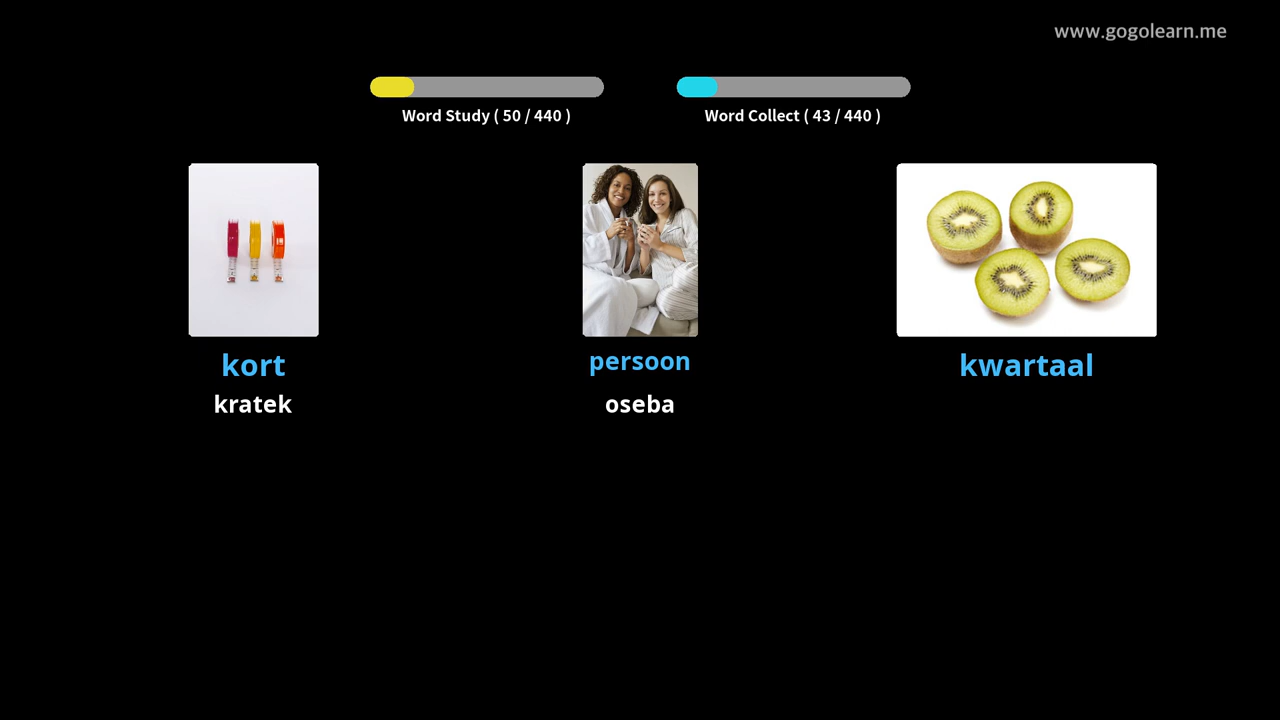 www.gogolearn.me
Word Study ( 50 / 440 )
Word Collect ( 43 / 440 )
kort
persoon
kwartaal
kratek
oseba